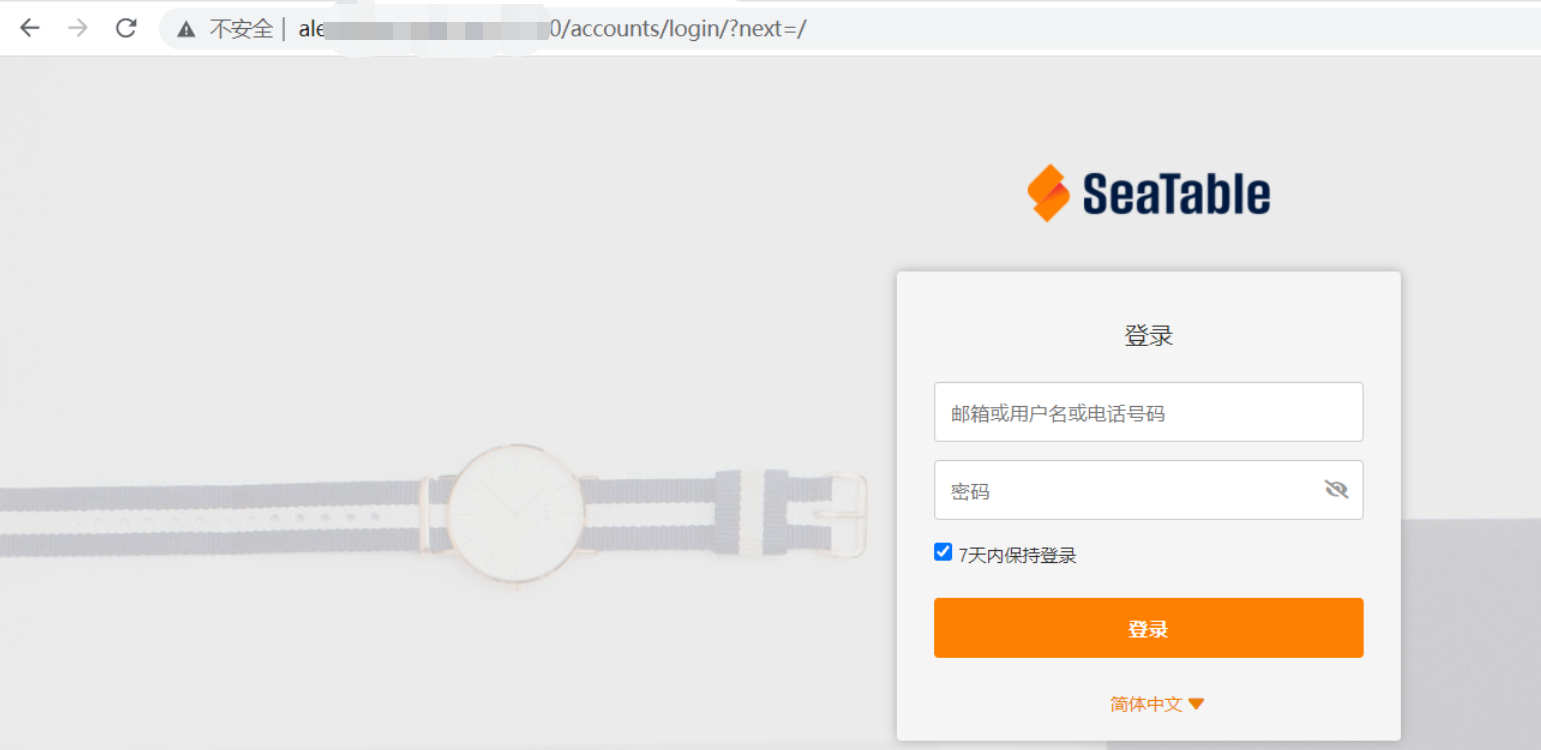 不安全 | ale 0/accounts/login/?next=/
SeaTable
登录
邮箱或用户名或电话号码
密码
7天内保持登录
登录
简体中文